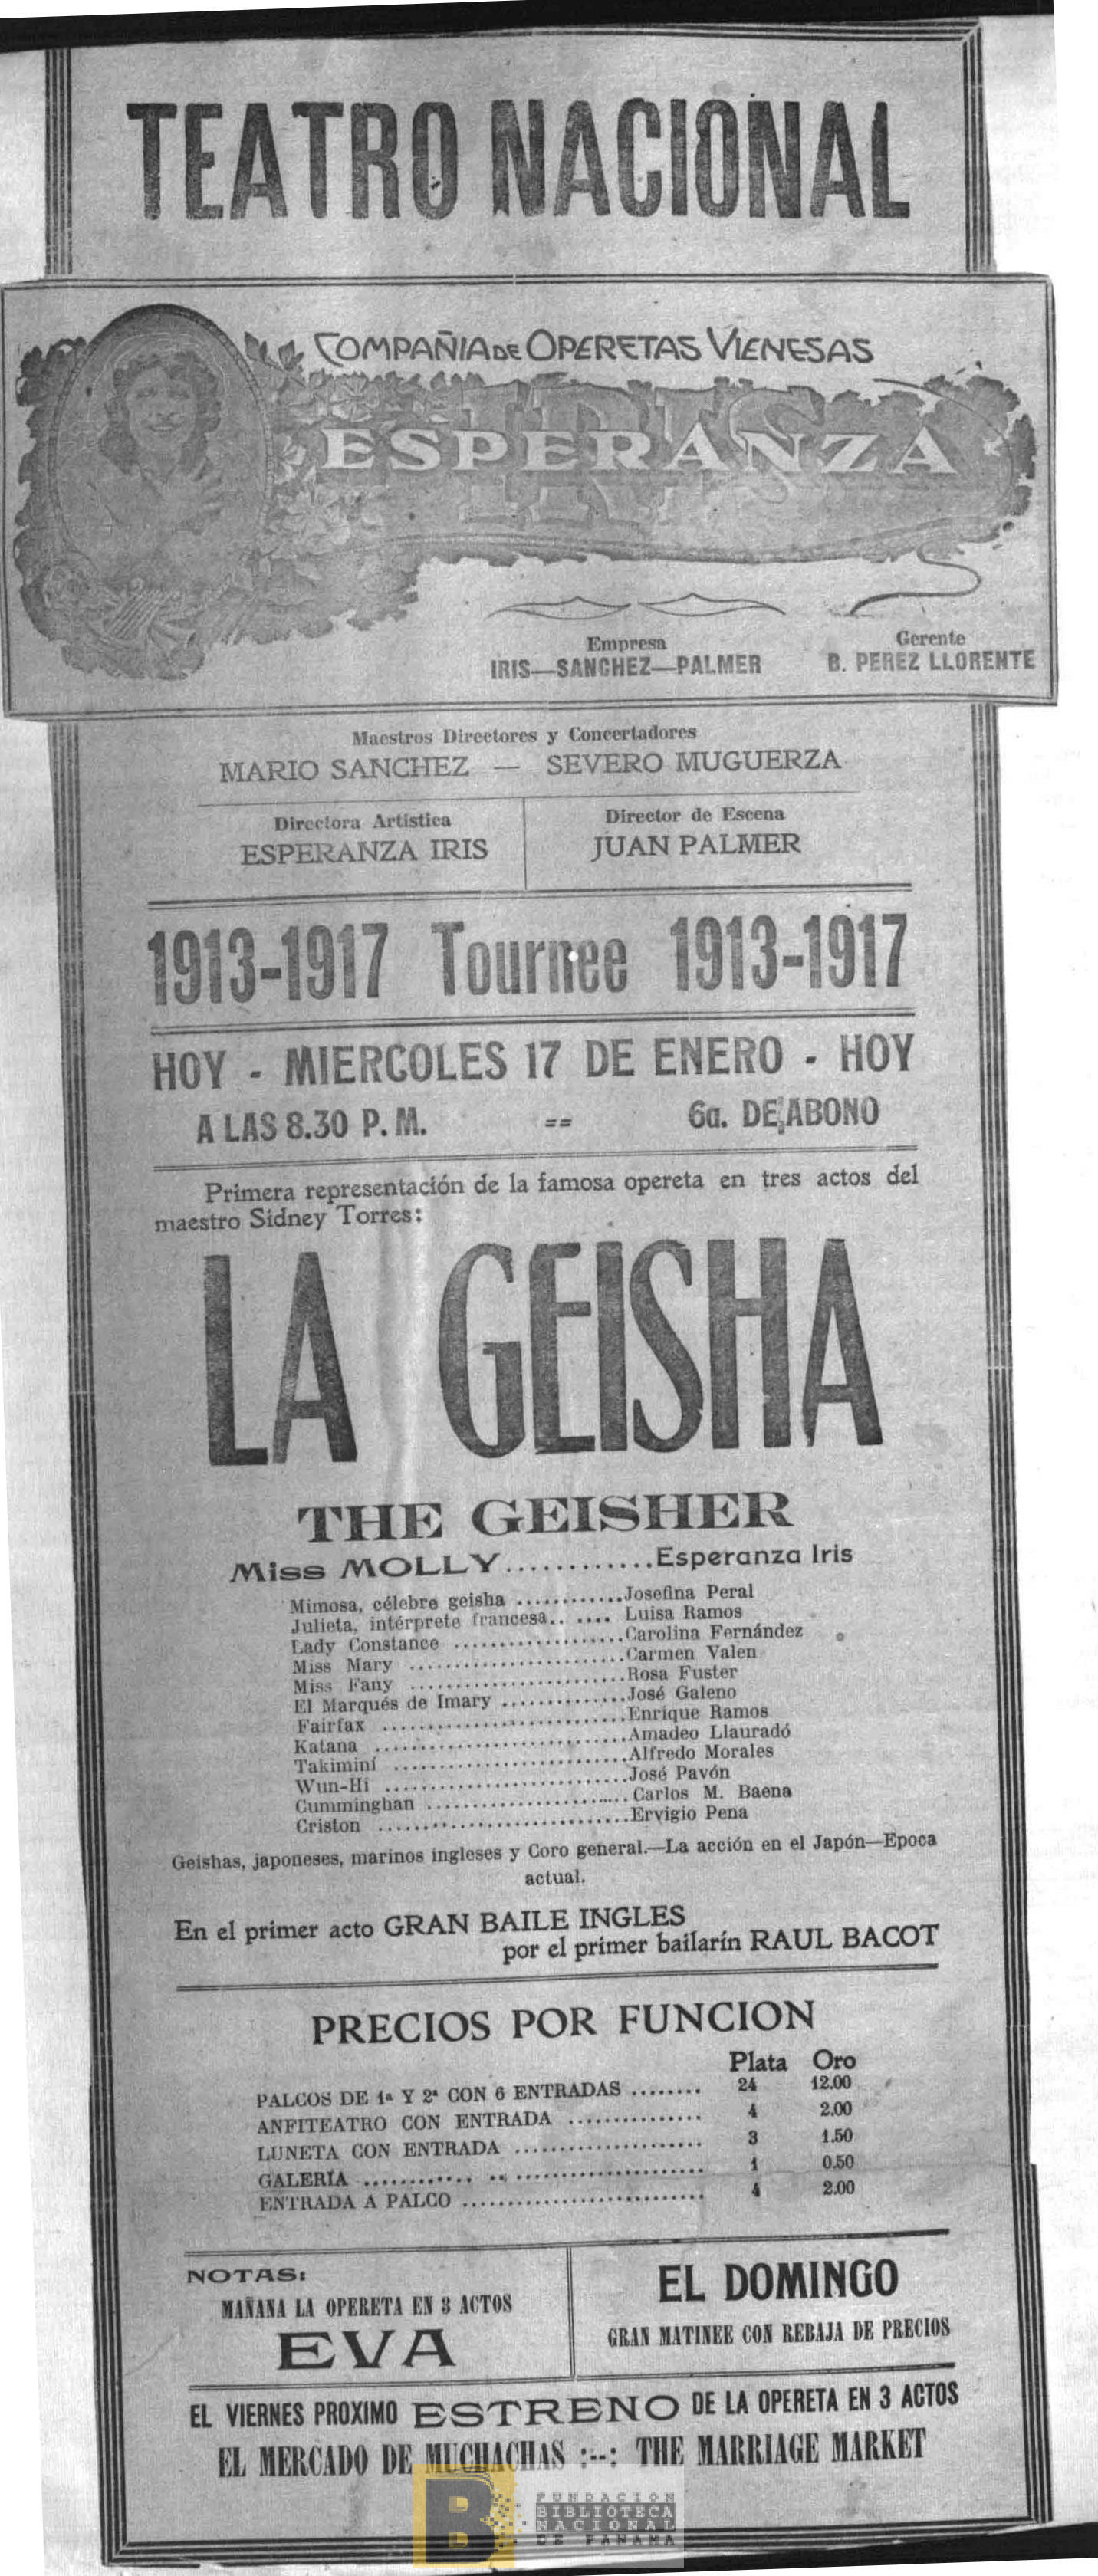 TEATRO NACIONAL
COMPAÑIA DE OPERETAS VIENESAS
ESPERANZA
IRIS
Empresa
IRIS—SANCHEZ—PALMER
Gerente
B. PEREZ LLORENTE
Maestros Directores y Concertadores
MARIO SANCHEZ — SEVERO MUGUERZA
Directora Artística
ESPERANZA IRIS
Director de Escena
JUAN PALMER
1913-1917 Tournee 1913-1917
HOY - MIERCOLES 17 DE ENERO - HOY
A LAS 8.30 P. M. == 6a. DE ABONO
Primera representación de la famosa opereta en tres actos del
maestro Sidney Torres:
LA GEISHA
THE GEISHER
Miss MOLLY............Esperanza Iris
Mimosa, célebre geisha ............Josefina Peral
Julieta, intérprete francesa.. .... Luisa Ramos
Lady Constance ..................Carolina Fernández
Miss Mary .......................Carmen Valen
Miss Fany .......................Rosa Fuster
El Marqués de Imary .............José Galeno
Fairfax ..........................Enrique Ramos
Katana ...........................Amadeo Llauradó
Takiminí .........................Alfredo Morales
Wun-Hi ..........................José Pavón
Cumminghan ..................... Carlos M. Baena
Criston ..........................Ervigio Pena
Geishas, japoneses, marinos ingleses y Coro general.—La acción en el Japón—Epoca
actual.
En el primer acto GRAN BAILE INGLES
por el primer bailarín RAUL BACOT
PRECIOS POR FUNCION
Plata Oro
PALCOS DE 1ª Y 2ª CON 6 ENTRADAS ........ 24 12.00
ANFITEATRO CON ENTRADA ............... 4 2.00
LUNETA CON ENTRADA ..................... 3 1.50
GALERÍA ............ .. ..................... 1 0.50
ENTRADA A PALCO ........................... 4 2.00
NOTAS:
MAÑANA LA OPERETA EN 3 ACTOS
EVA
EL DOMINGO
GRAN MATINEE CON REBAJA DE PRECIOS
EL VIERNES PROXIMO ESTRENO DE LA OPERETA EN 3 ACTOS
EL MERCADO DE MUCHACHAS :--: THE MARRIAGE MARKET
B
FUNDACION
BIBLIOTECA
NACIONAL
DE PANAMA